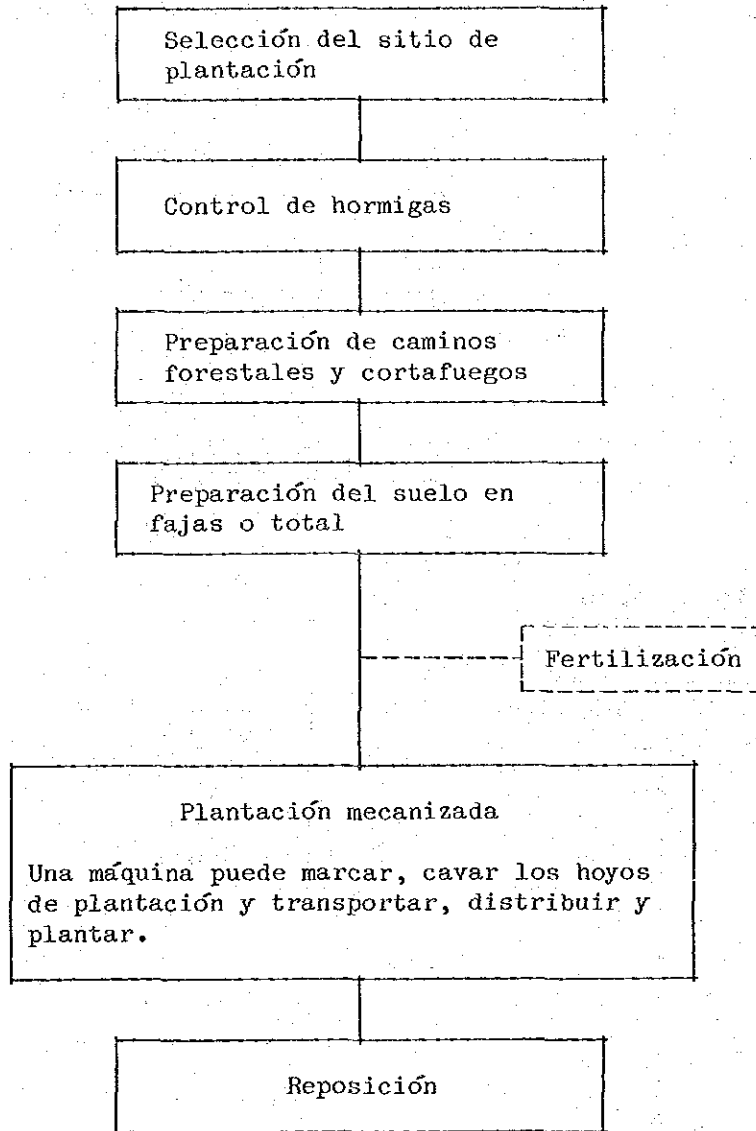 Selección del sitio de
plantación
Control de hormigas
Preparación de caminos
forestales y cortafuegos
Preparación del suelo en
fajas o total
Fertilización
Plantación mecanizada
Una máquina puede marcar, cavar los hoyos
de plantación y transportar, distribuir y
plantar.
Reposición